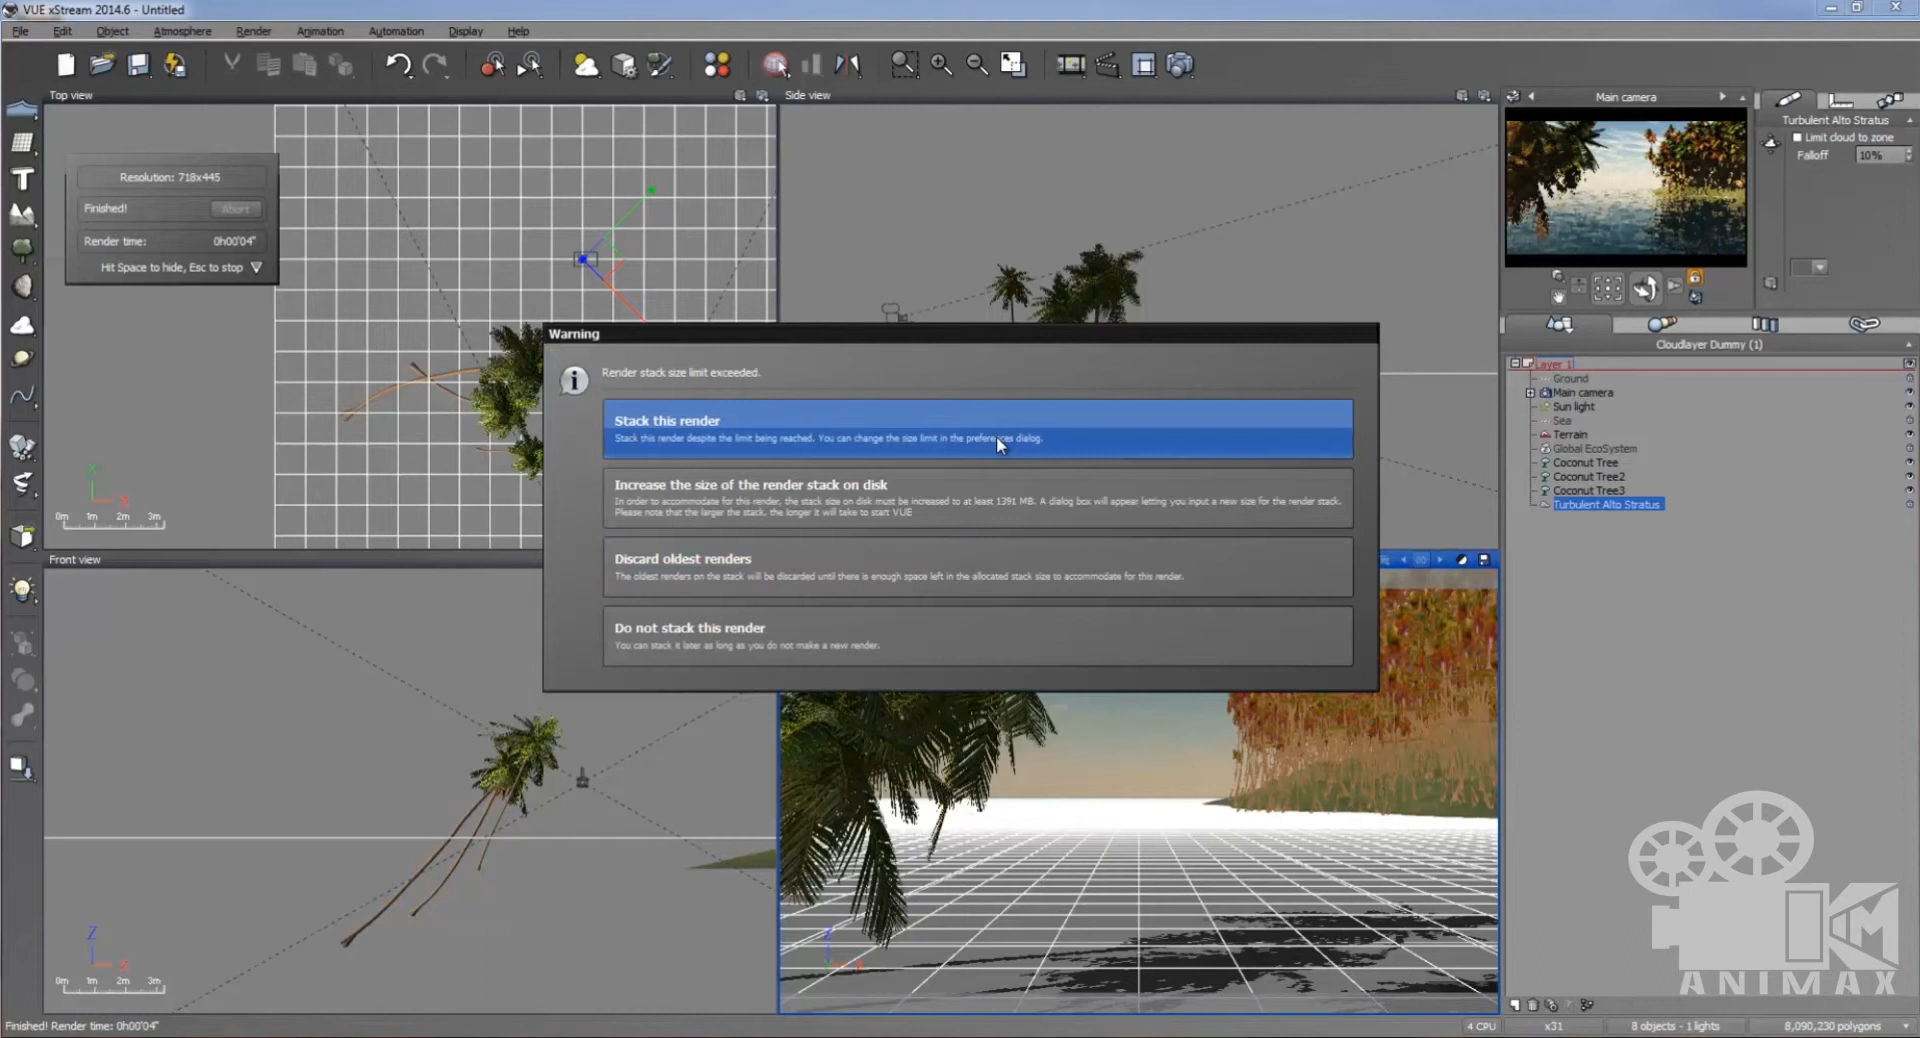 VUE xStream 2014.6 - Untitled
File Edit Object Atmosphere Render Animation Automation Display Help
Top view
Side view
Main camera
Turbulent Alto Stratus
Limit cloud to zone
Falloff 10%
Resolution: 718x445
Finished! Abort
Render time: 0h00'04"
Hit Space to hide, Esc to stop
Warning
Render stack size limit exceeded.
Stack this render
Stack this render despite the limit being reached. You can change the size limit in the preferences dialog.
Increase the size of the render stack on disk
In order to accommodate for this render, the stack size on disk must be increased to at least 1391 MB. A dialog box will appear letting you input a new size for the render stack.
Please note that the larger the stack, the longer it will take to start VUE
Discard oldest renders
The oldest renders on the stack will be discarded until there is enough space left in the allocated stack size to accommodate for this render.
Do not stack this render
You can stack it later as long as you do not make a new render.
Cloudlayer Dummy (1)
Layer 1
Ground
Main camera
Sun light
Sea
Terrain
Global EcoSystem
Coconut Tree
Coconut Tree2
Coconut Tree3
Turbulent Alto Stratus
0m 1m 2m 3m
Front view
Z
0m 1m 2m 3m
Z
KM
ANIMAX
Finished! Render time: 0h00'04"
4 CPU
x31
8 objects - 1 lights
8,090,230 polygons